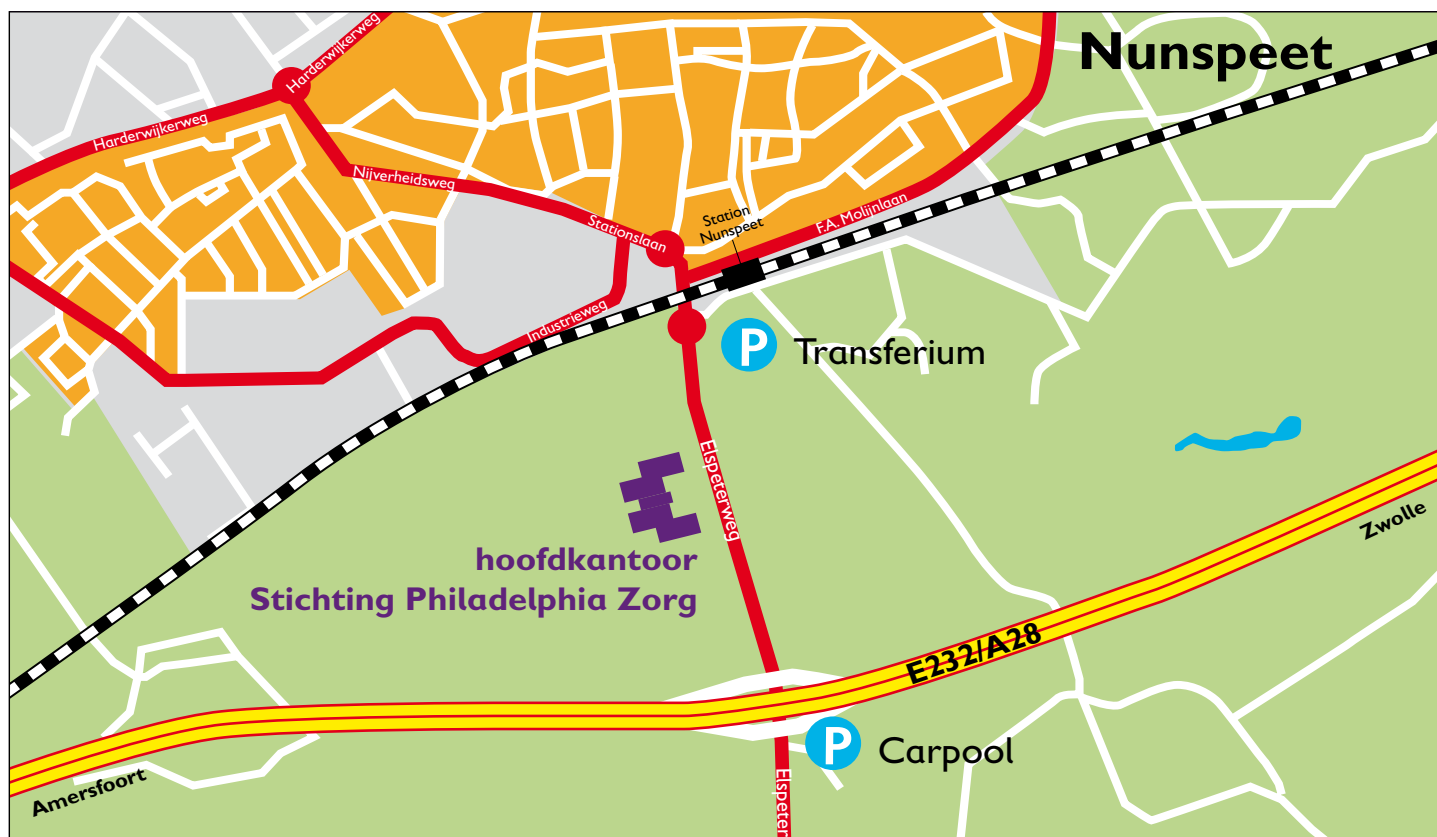 Nunspeet
Harderwijkerweg
Harderwijkerweg
Nijverheidsweg
Stationslaan
Station
Nunspeet
F.A. Molijnlaan
Industrieweg
P Transferium
Elspeterweg
hoofdkantoor
Stichting Philadelphia Zorg
Zwolle
E232/A28
P Carpool
Amersfoort
Elspeter